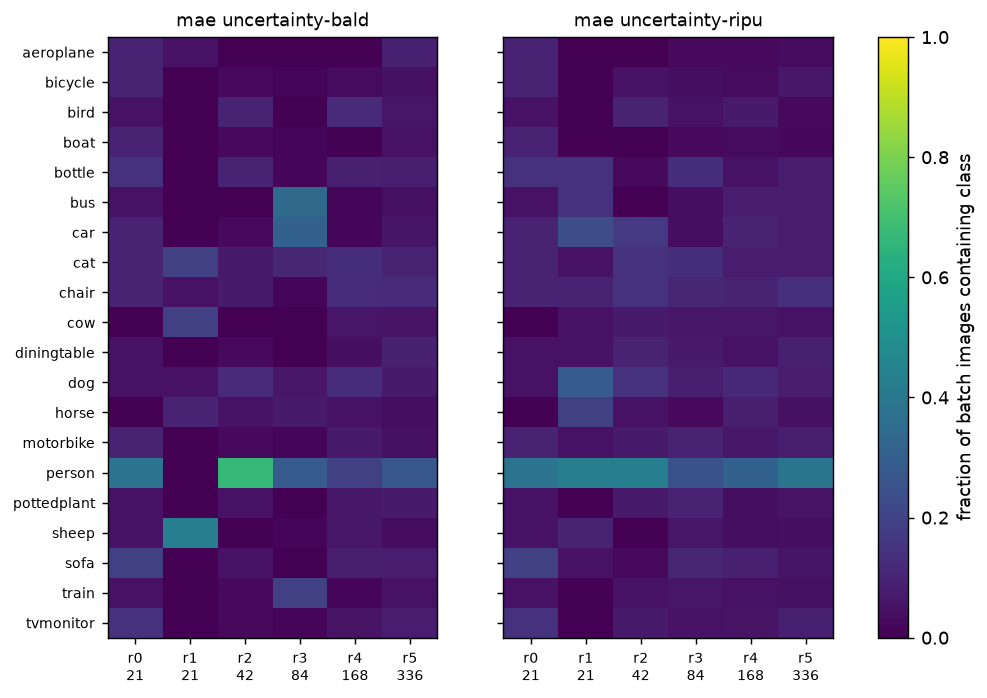 mae uncertainty-bald
mae uncertainty-ripu
aeroplane
bicycle
bird
boat
bottle
bus
car
cat
chair
cow
diningtable
dog
horse
motorbike
person
pottedplant
sheep
sofa
train
tvmonitor
r0 r1 r2 r3 r4 r5
21 21 42 84 168 336
r0 r1 r2 r3 r4 r5
21 21 42 84 168 336
1.0
0.8
0.6
0.4
0.2
0.0
fraction of batch images containing class